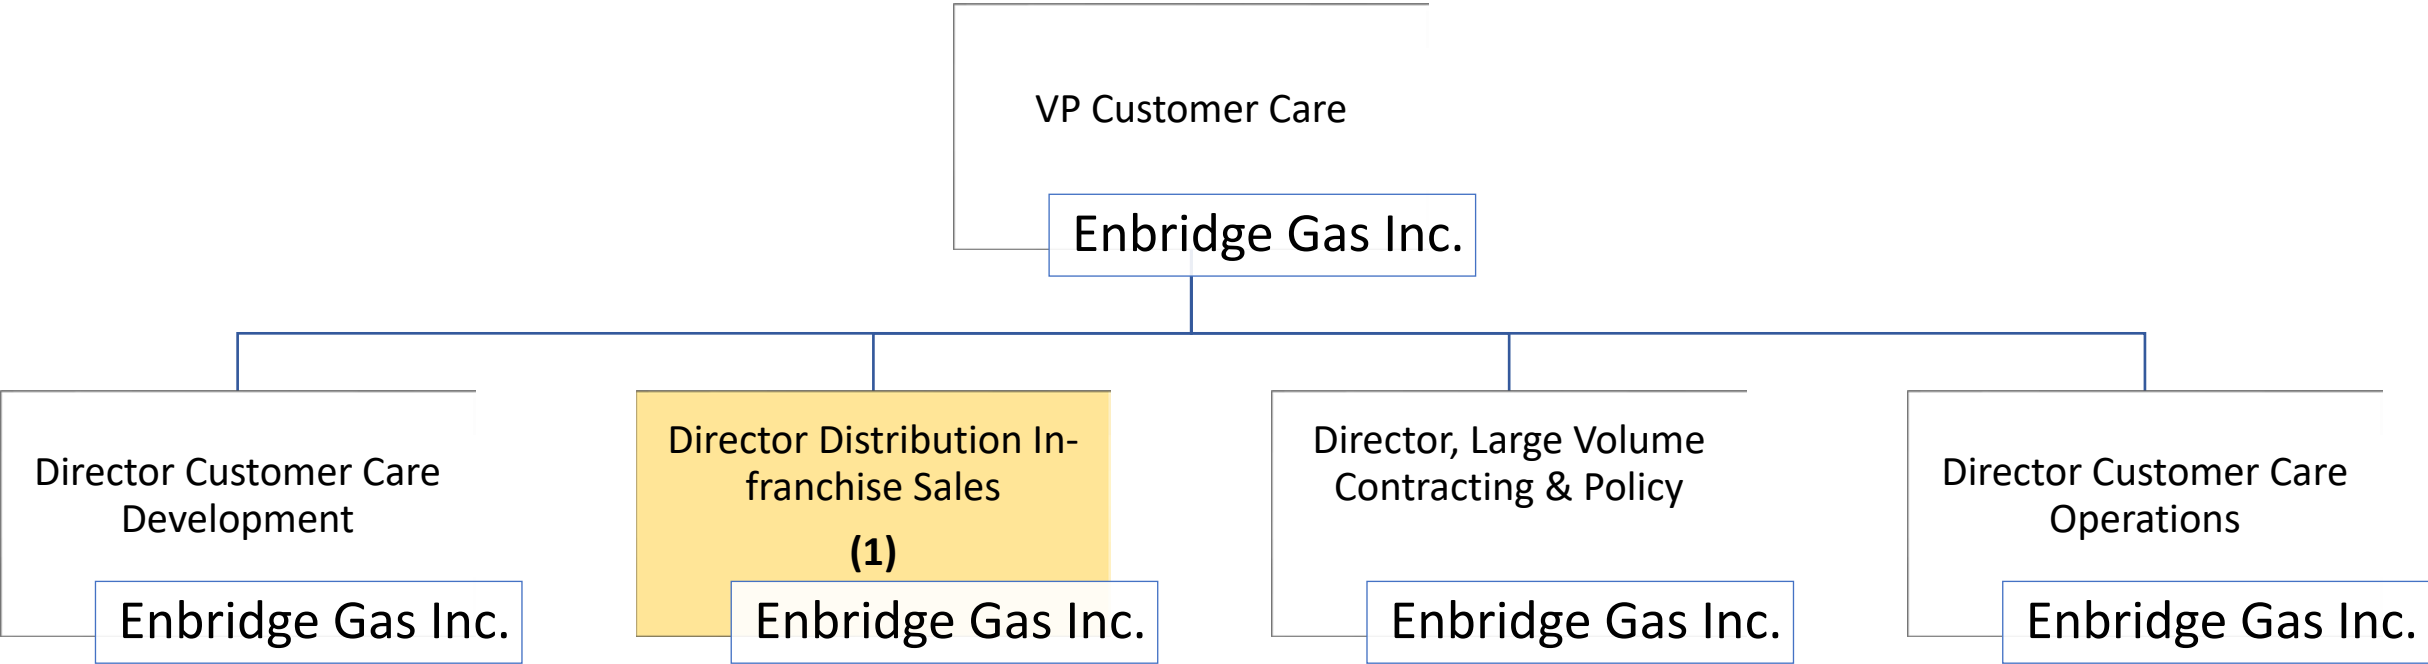 VP Customer Care
Enbridge Gas Inc.
Director Customer Care
Development
Enbridge Gas Inc.
Director Distribution In-
franchise Sales
(1)
Enbridge Gas Inc.
Director, Large Volume
Contracting & Policy
Enbridge Gas Inc.
Director Customer Care
Operations
Enbridge Gas Inc.